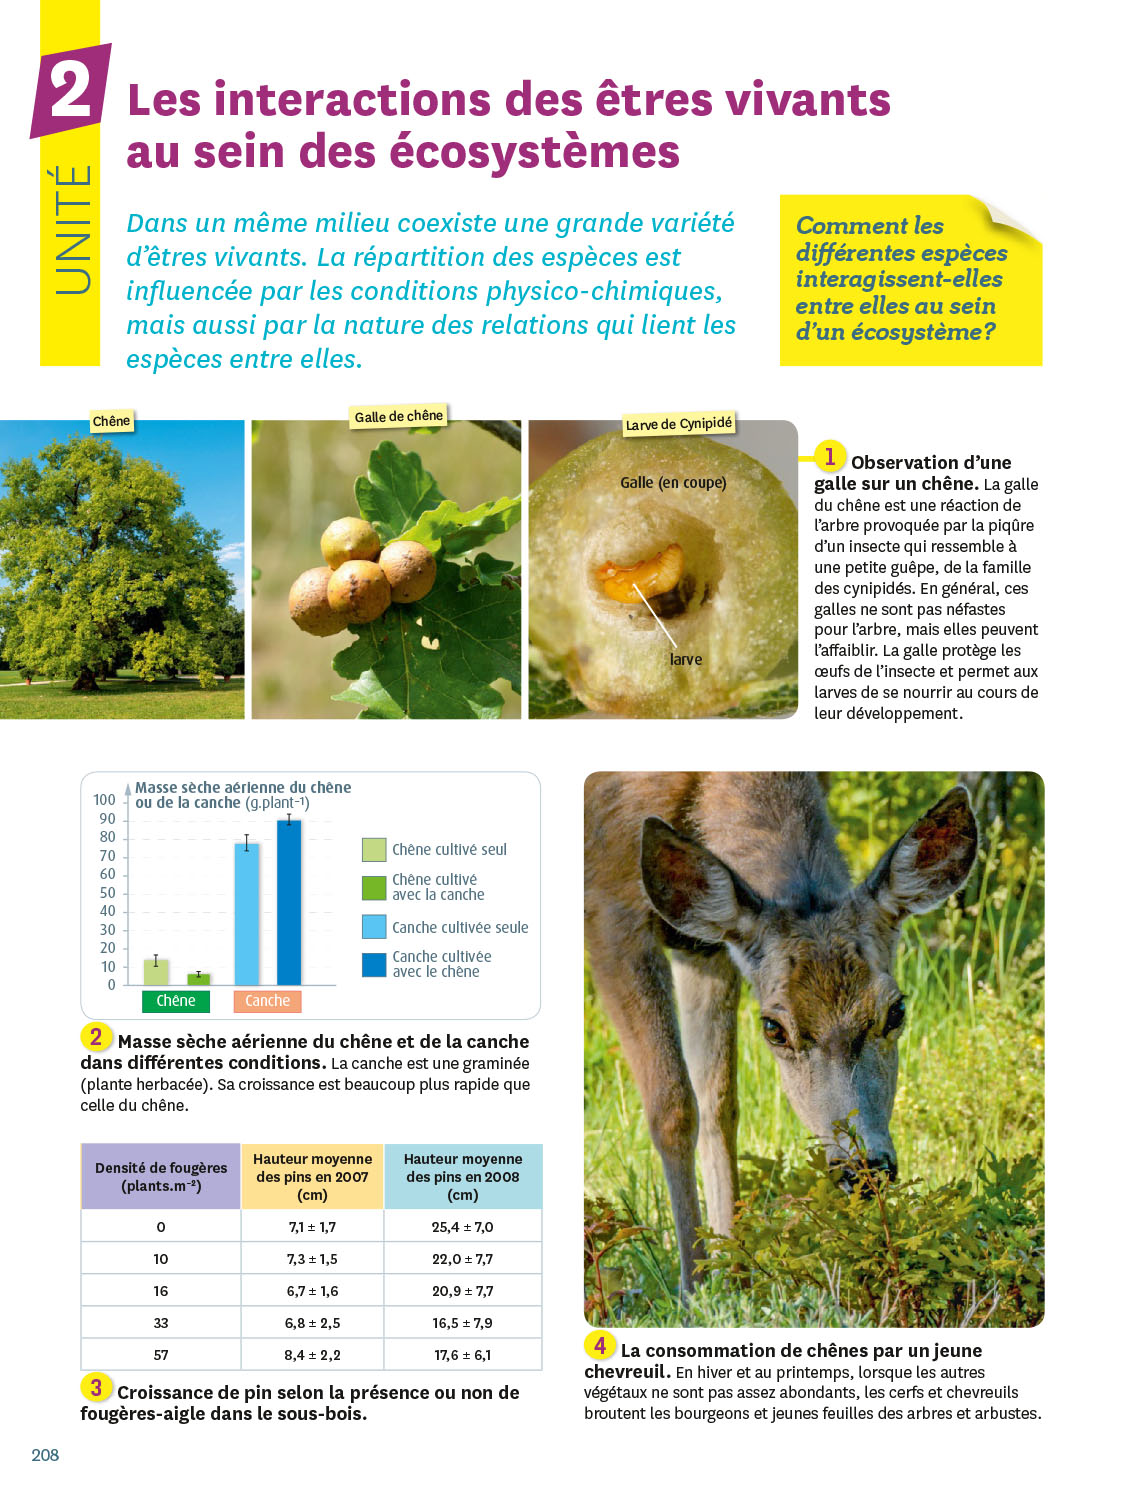 2
UNITÉ
Les interactions des êtres vivants
au sein des écosystèmes
Dans un même milieu coexiste une grande variété
d'êtres vivants. La répartition des espèces est
influencée par les conditions physico-chimiques,
mais aussi par la nature des relations qui lient les
espèces entre elles.
Comment les
différentes espèces
interagissent-elles
entre elles au sein
d'un écosystème?
Chêne
Galle de chêne
Larve de Cynipidé
Galle (en coupe)
larve
1 Observation d'une
galle sur un chêne. La galle
du chêne est une réaction de
l'arbre provoquée par la piqûre
d'un insecte qui ressemble à
une petite guêpe, de la famille
des cynipidés. En général, ces
galles ne sont pas néfastes
pour l'arbre, mais elles peuvent
l'affaiblir. La galle protège les
œufs de l'insecte et permet aux
larves de se nourrir au cours de
leur développement.
Masse sèche aérienne du chêne
ou de la canche (g.plant⁻¹)
100
90
80
70
60
50
40
30
20
10
0
Chêne
Canche
Chêne cultivé seul
Chêne cultivé
avec la canche
Canche cultivée seule
Canche cultivée
avec le chêne
2 Masse sèche aérienne du chêne et de la canche
dans différentes conditions. La canche est une graminée
(plante herbacée). Sa croissance est beaucoup plus rapide que
celle du chêne.
Densité de fougères
(plants.m⁻²)
Hauteur moyenne
des pins en 2007
(cm)
Hauteur moyenne
des pins en 2008
(cm)
0 7,1 ± 1,7 25,4 ± 7,0
10 7,3 ± 1,5 22,0 ± 7,7
16 6,7 ± 1,6 20,9 ± 7,7
33 6,8 ± 2,5 16,5 ± 7,9
57 8,4 ± 2,2 17,6 ± 6,1
3 Croissance de pin selon la présence ou non de
fougères-aigle dans le sous-bois.
4 La consommation de chênes par un jeune
chevreuil. En hiver et au printemps, lorsque les autres
végétaux ne sont pas assez abondants, les cerfs et chevreuils
broutent les bourgeons et jeunes feuilles des arbres et arbustes.
208